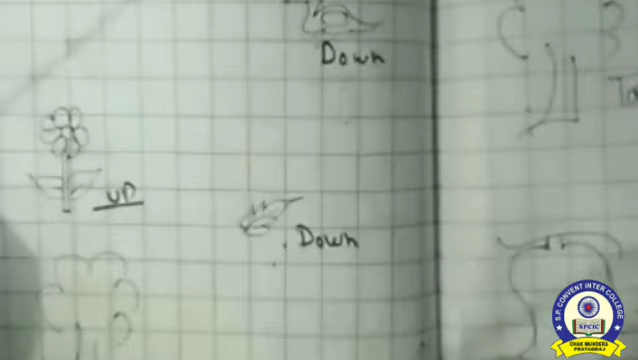 Down
UP
Down
S.P. CONVENT INTER COLLEGE
SPCIC
CHAK MUNDERA
PRAYAGRAJ